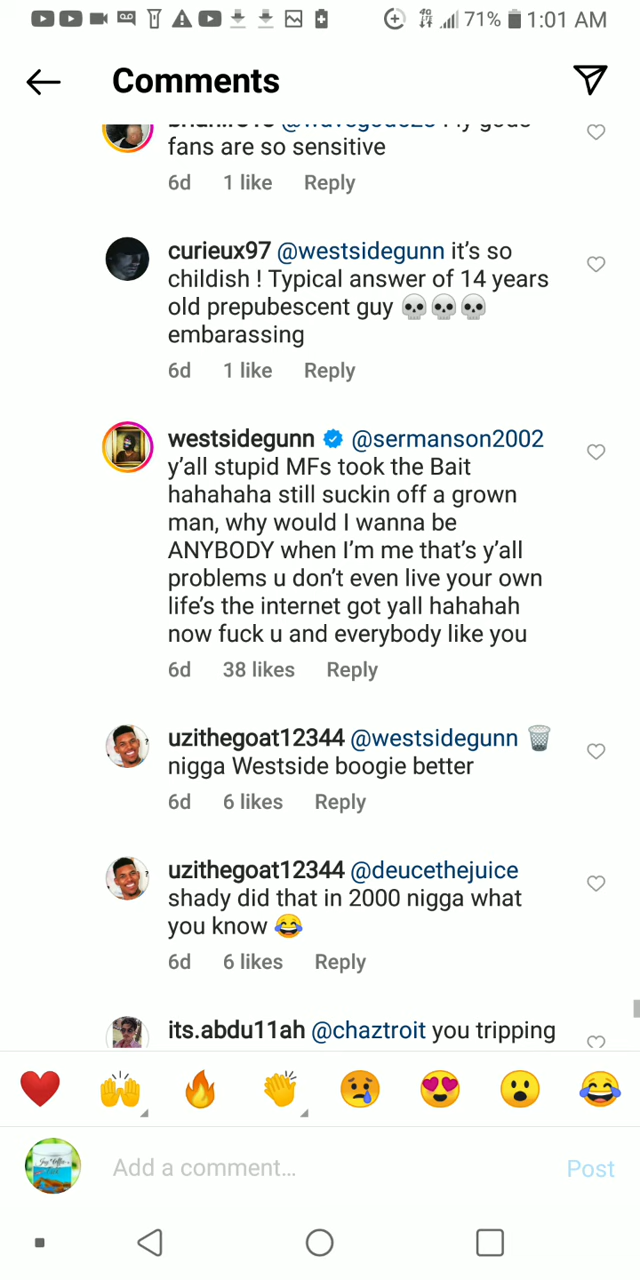 71% 1:01 AM
Comments
fans are so sensitive
6d 1 like Reply
curieux97 @westsidegunn it's so
childish ! Typical answer of 14 years
old prepubescent guy 💀💀💀
embarassing
6d 1 like Reply
westsidegunn @sermanson2002
y'all stupid MFs took the Bait
hahahaha still suckin off a grown
man, why would I wanna be
ANYBODY when I'm me that's y'all
problems u don't even live your own
life's the internet got yall hahahah
now fuck u and everybody like you
6d 38 likes Reply
uzithegoat12344 @westsidegunn 🗑️
nigga Westside boogie better
6d 6 likes Reply
uzithegoat12344 @deucethejuice
shady did that in 2000 nigga what
you know 😂
6d 6 likes Reply
its.abdu11ah @chaztroit you tripping
Add a comment... Post